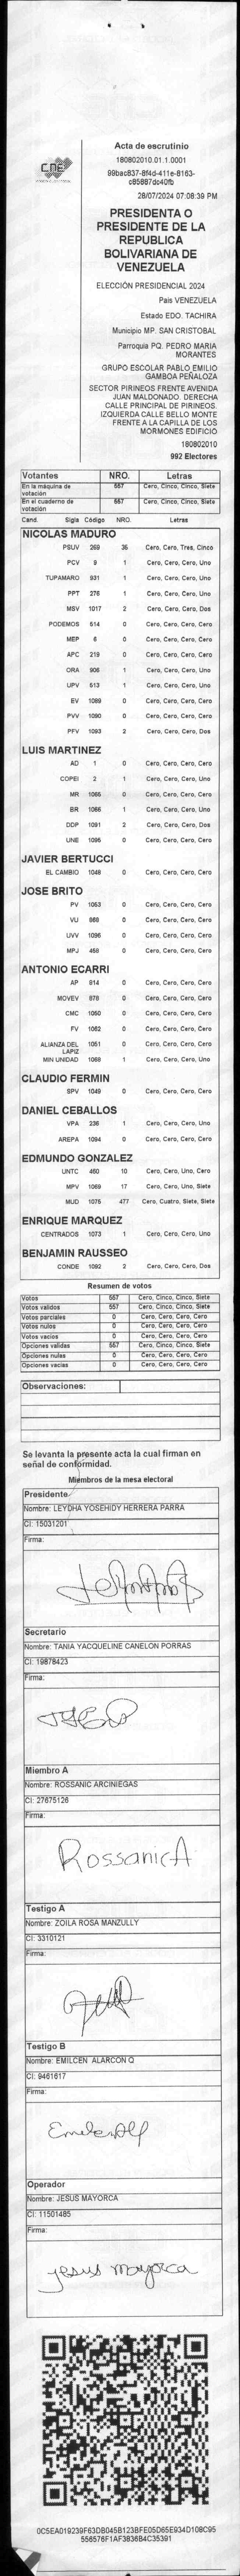 CNE
Acta de escrutinio
180802010.01.1.0001
99bac837-8f4d-411e-8163-
c85887dc40fb
28/07/2024 07:08:39 PM
PRESIDENTA O
PRESIDENTE DE LA
REPUBLICA
BOLIVARIANA DE
VENEZUELA
ELECCIÓN PRESIDENCIAL 2024
Pais VENEZUELA
Estado EDO. TACHIRA
Municipio MP. SAN CRISTOBAL
Parroquia PQ. PEDRO MARIA
MORANTES
GRUPO ESCOLAR PABLO EMILIO
GAMBOA PEÑALOZA
SECTOR PIRINEOS FRENTE AVENIDA
JUAN MALDONADO. DERECHA
CALLE PRINCIPAL DE PIRINEOS.
IZQUIERDA CALLE BELLO MONTE
FRENTE A LA CAPILLA DE LOS
MORMONES EDIFICIO
180802010
992 Electores
Votantes NRO. Letras
En la máquina de votación 557 Cero, Cinco, Cinco, Siete
En el cuaderno de votación 557 Cero, Cinco, Cinco, Siete
Cand. Sigla Código NRO. Letras
NICOLAS MADURO
PSUV 269 35 Cero, Cero, Tres, Cinco
PCV 9 1 Cero, Cero, Cero, Uno
TUPAMARO 931 1 Cero, Cero, Cero, Uno
PPT 276 1 Cero, Cero, Cero, Uno
MSV 1017 2 Cero, Cero, Cero, Dos
PODEMOS 514 0 Cero, Cero, Cero, Cero
MEP 6 0 Cero, Cero, Cero, Cero
APC 219 0 Cero, Cero, Cero, Cero
ORA 906 1 Cero, Cero, Cero, Uno
UPV 513 1 Cero, Cero, Cero, Uno
EV 1089 0 Cero, Cero, Cero, Cero
PVV 1090 0 Cero, Cero, Cero, Cero
PFV 1093 2 Cero, Cero, Cero, Dos
LUIS MARTINEZ
AD 1 0 Cero, Cero, Cero, Cero
COPEI 2 1 Cero, Cero, Cero, Uno
MR 1065 0 Cero, Cero, Cero, Cero
BR 1086 1 Cero, Cero, Cero, Uno
DDP 1091 2 Cero, Cero, Cero, Dos
UNE 1095 0 Cero, Cero, Cero, Cero
JAVIER BERTUCCI
EL CAMBIO 1048 0 Cero, Cero, Cero, Cero
JOSE BRITO
PV 1053 0 Cero, Cero, Cero, Cero
VU 868 0 Cero, Cero, Cero, Cero
UVV 1096 0 Cero, Cero, Cero, Cero
MPJ 458 0 Cero, Cero, Cero, Cero
ANTONIO ECARRI
AP 814 0 Cero, Cero, Cero, Cero
MOVEV 878 0 Cero, Cero, Cero, Cero
CMC 1050 0 Cero, Cero, Cero, Cero
FV 1062 0 Cero, Cero, Cero, Cero
ALIANZA DEL LAPIZ 1051 0 Cero, Cero, Cero, Cero
MIN UNIDAD 1068 1 Cero, Cero, Cero, Uno
CLAUDIO FERMIN
SPV 1049 0 Cero, Cero, Cero, Cero
DANIEL CEBALLOS
VPA 236 1 Cero, Cero, Cero, Uno
AREPA 1094 0 Cero, Cero, Cero, Cero
EDMUNDO GONZALEZ
UNTC 460 10 Cero, Cero, Uno, Cero
MPV 1069 17 Cero, Cero, Uno, Siete
MUD 1075 477 Cero, Cuatro, Siete, Siete
ENRIQUE MARQUEZ
CENTRADOS 1073 1 Cero, Cero, Cero, Uno
BENJAMIN RAUSSEO
CONDE 1092 2 Cero, Cero, Cero, Dos
Resumen de votos
Votos 557 Cero, Cinco, Cinco, Siete
Votos validos 557 Cero, Cinco, Cinco, Siete
Votos parciales 0 Cero, Cero, Cero, Cero
Votos nulos 0 Cero, Cero, Cero, Cero
Votos vacios 0 Cero, Cero, Cero, Cero
Opciones validas 557 Cero, Cinco, Cinco, Siete
Opciones nulas 0 Cero, Cero, Cero, Cero
Opciones vacias 0 Cero, Cero, Cero, Cero
Observaciones:
Se levanta la presente acta la cual firman en
señal de conformidad.
Miembros de la mesa electoral
Presidente
Nombre: LEYDHA YOSEHIDY HERRERA PARRA
CI: 15031201
Firma:
Secretario
Nombre: TANIA YACQUELINE CANELON PORRAS
CI: 19878423
Firma:
Miembro A
Nombre: ROSSANIC ARCINIEGAS
CI: 27675126
Firma:
Rossanic A
Testigo A
Nombre: ZOILA ROSA MANZULLY
CI: 3310121
Firma:
Testigo B
Nombre: EMILCEN ALARCON Q
CI: 9461617
Firma:
Operador
Nombre: JESUS MAYORCA
CI: 11501485
Firma:
Jesus mayorca
0C5EA019239F63DB045B123BFE05D65E934D108C95
556576F1AF3836B4C35391